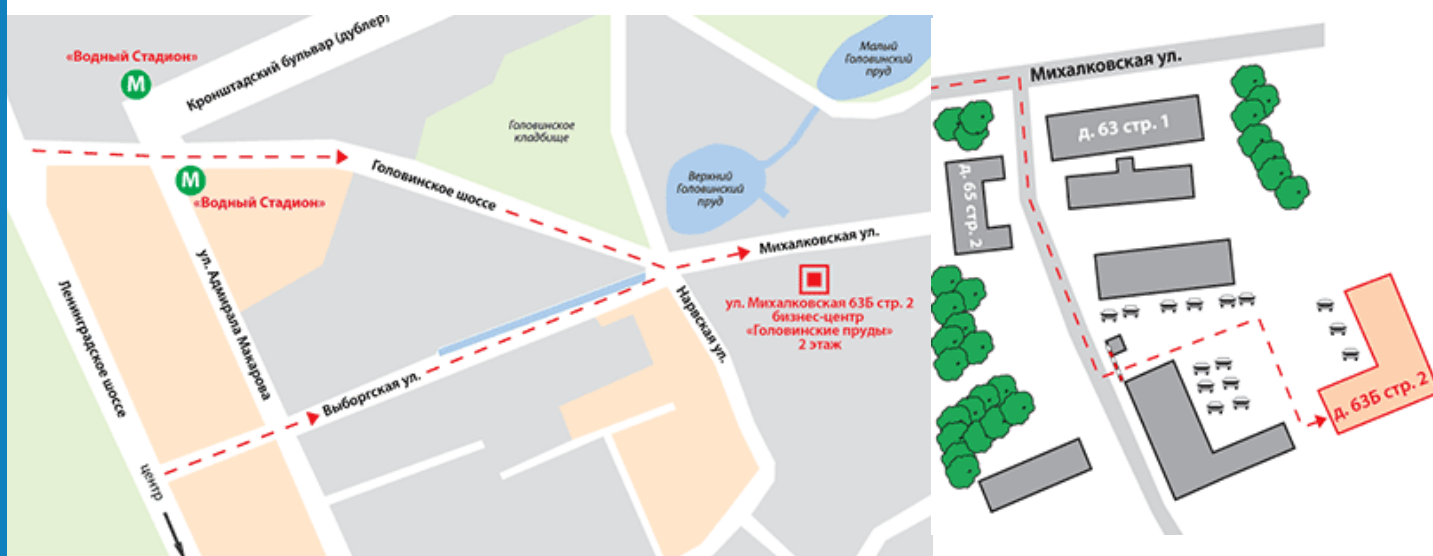 «Водный Стадион»
М
Кронштадский бульвар (дублер)
Малый
Головинский
пруд
Головинское
кладбище
Головинское шоссе
Верхний
Головинский
пруд
М
«Водный Стадион»
ул. Адмирала Макарова
Ленинградское шоссе
центр
Выборгская ул.
Нарвская ул.
Михалковская ул.
ул. Михалковская 63Б стр. 2
бизнес-центр
«Головинские пруды»
2 этаж
Михалковская ул.
д. 63 стр. 1
д. 65 стр. 2
д. 63Б стр. 2